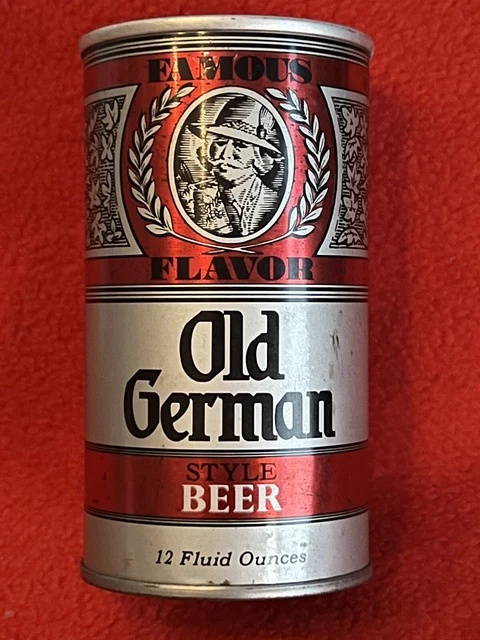 FAMOUS
FLAVOR
Old
German
STYLE
BEER
12 Fluid Ounces